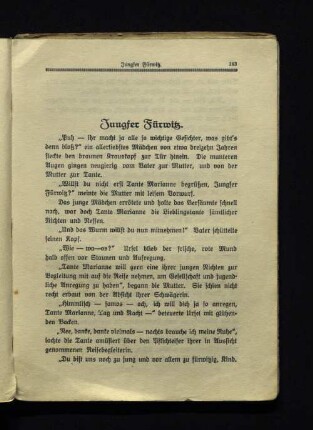 Jungfer Fürwitz. 183
Jungfer Fürwitz.
„Puh — ihr macht ja alle so wichtige Gesichter, was gibt's
denn bloß?“ ein allerliebstes Mädchen von etwa dreizehn Jahren
steckte den braunen Krauskopf zur Tür hinein. Die munteren
Augen gingen neugierig vom Vater zur Mutter, und von der
Mutter zur Tante.
„Willst du nicht erst Tante Marianne begrüßen, Jungfer
Fürwitz?“ meinte die Mutter mit leisem Vorwurf.
Das junge Mädchen errötete und holte das Versäumte schnell
nach, war doch Tante Marianne die Lieblingstante sämtlicher
Nichten und Neffen.
„Und das Wurm willst du nun mitnehmen?“ Vater schüttelte
seinen Kopf.
„Wie — wo—as?“ Ursel blieb der frische, rote Mund
halb offen vor Staunen und Aufregung.
„Tante Marianne will gern eine ihrer jungen Nichten zur
Begleitung mit auf die Reise nehmen, um Gesellschaft und jugend-
liche Anregung zu haben“, begann die Mutter. Sie schien nicht
recht erbaut von der Absicht ihrer Schwägerin.
„Himmlisch — famos — ach, ich will dich ja so anregen,
Tante Marianne, Tag und Nacht —“ beteuerte Ursel mit glühen-
den Backen.
„Nee, danke, danke vielmals — nachts brauche ich meine Ruhe“,
lachte die Tante amüsiert über den Pflichteifer ihrer in Aussicht
genommenen Reisebegleiterin.
„Du bist uns noch zu jung und vor allem zu fürwitzig, Kind.